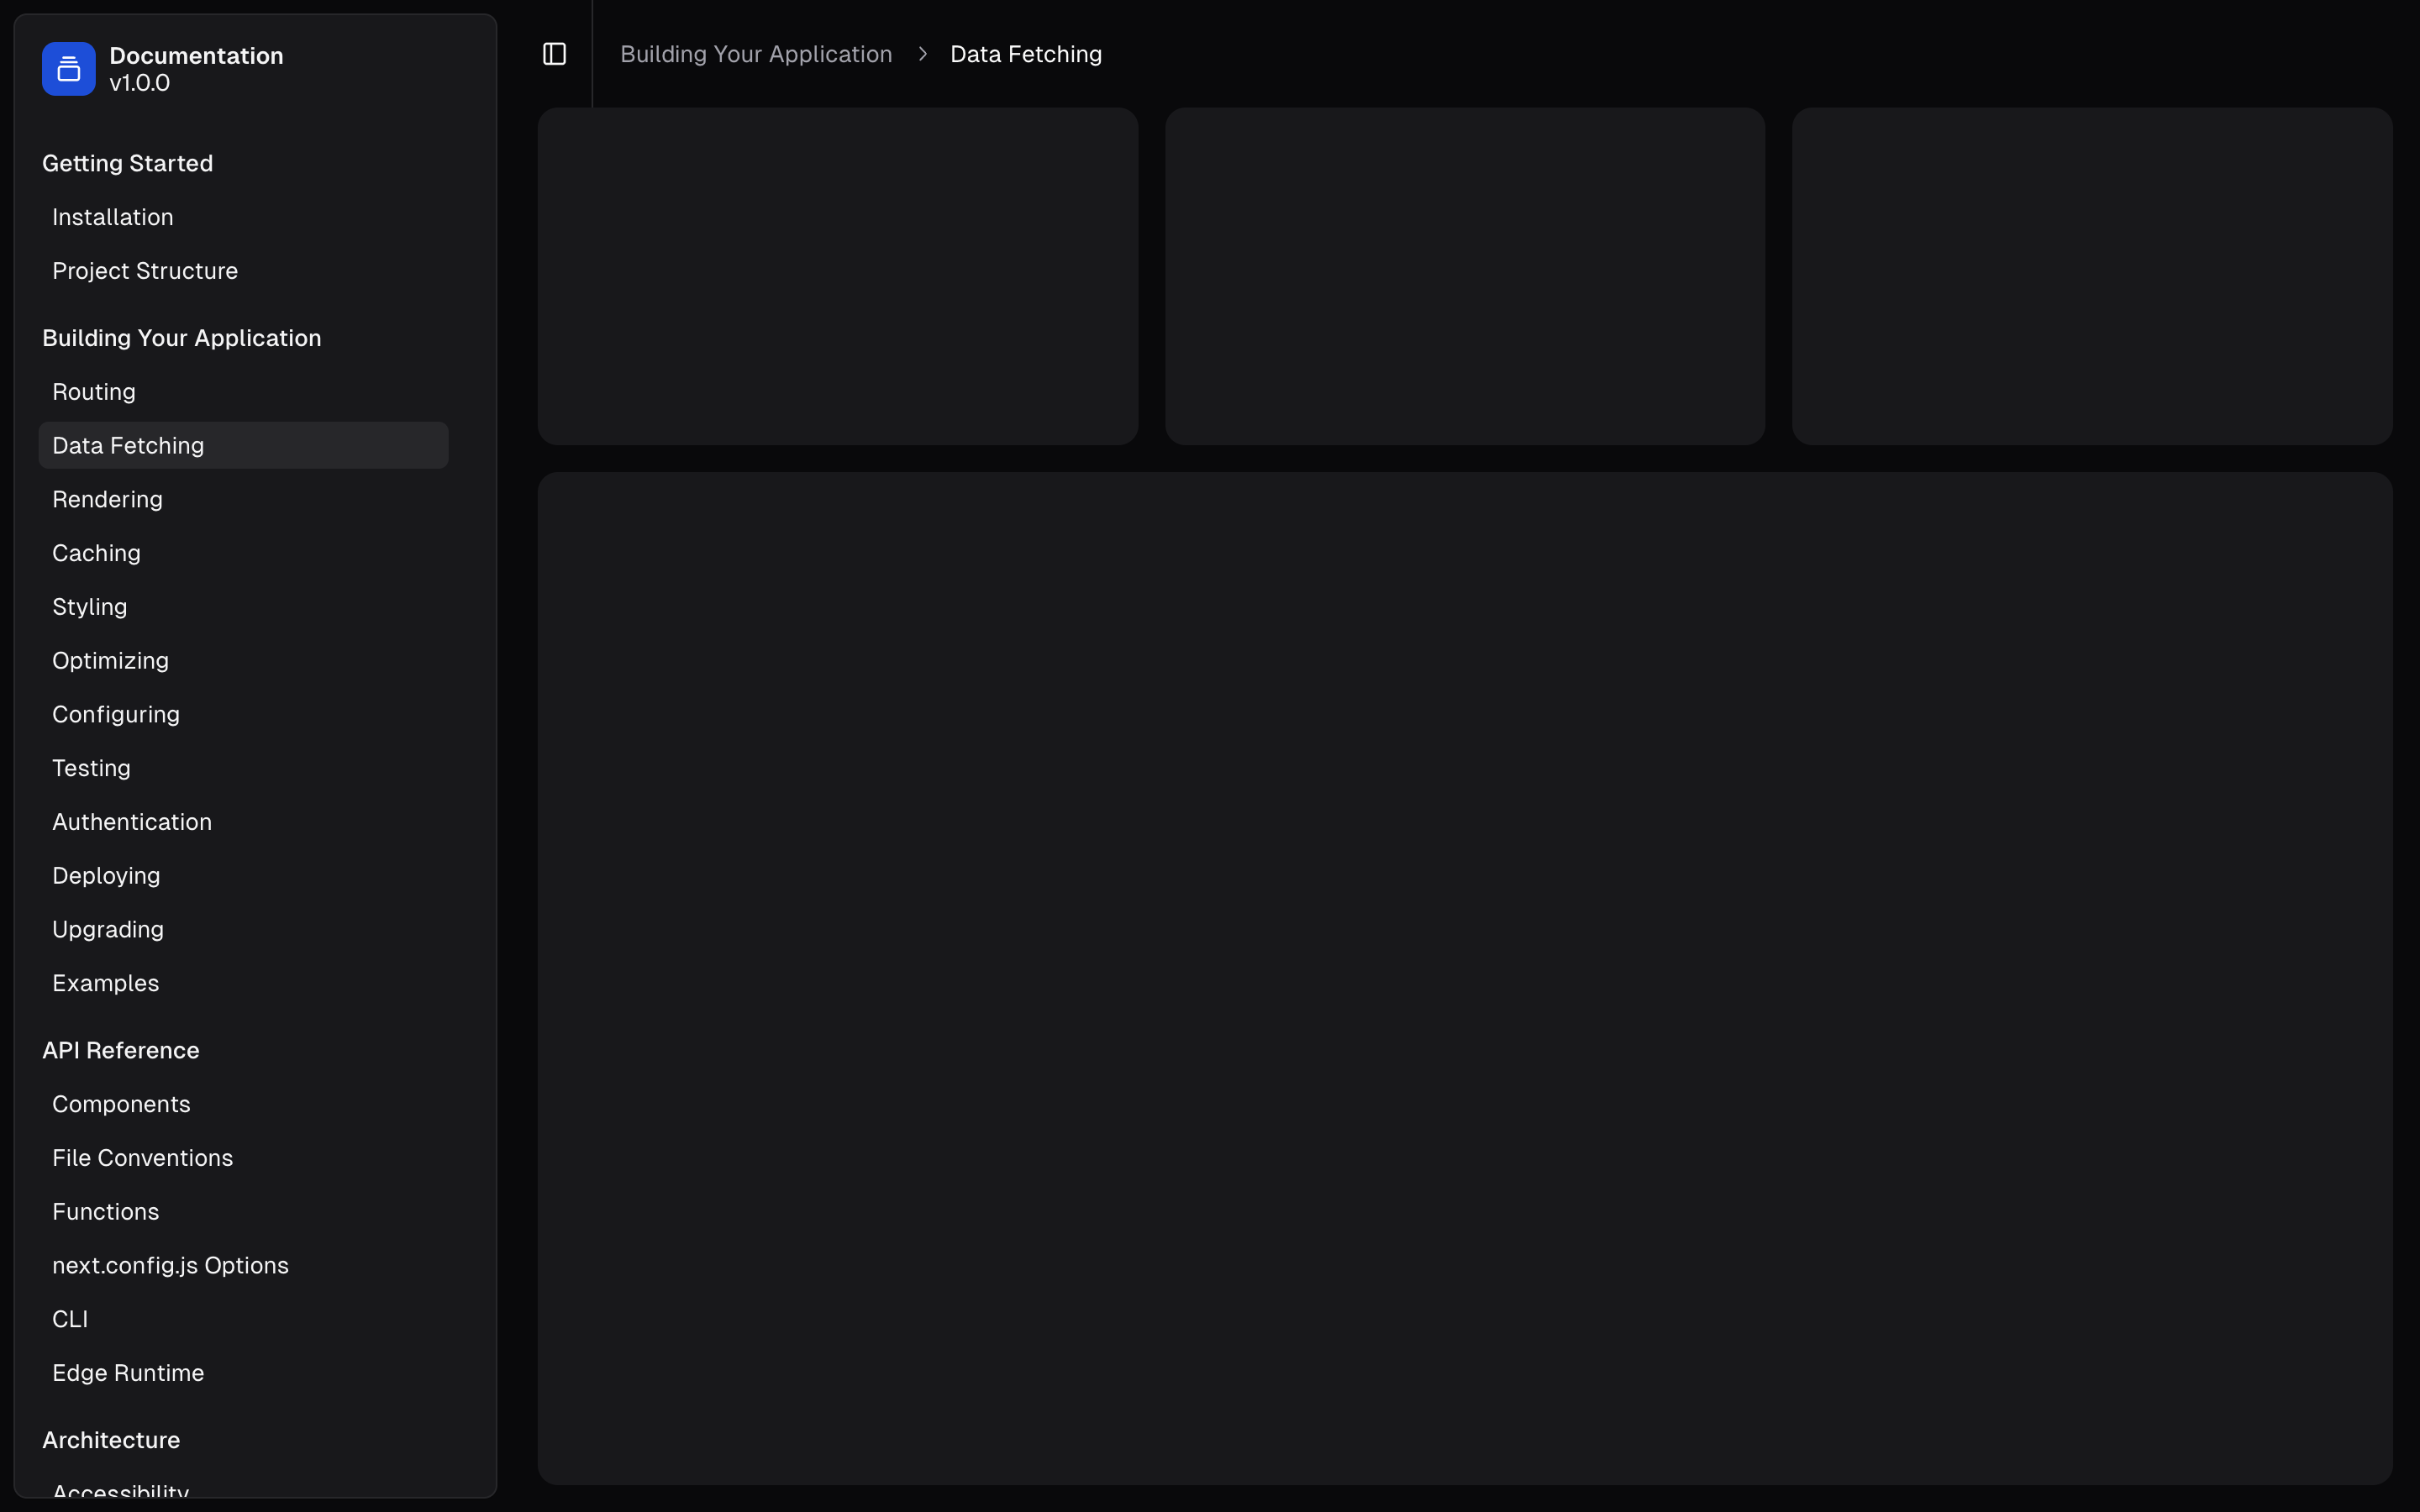 Documentation
v1.0.0
Getting Started
Installation
Project Structure
Building Your Application
Routing
Data Fetching
Rendering
Caching
Styling
Optimizing
Configuring
Testing
Authentication
Deploying
Upgrading
Examples
API Reference
Components
File Conventions
Functions
next.config.js Options
CLI
Edge Runtime
Architecture
Accessibility
Building Your Application > Data Fetching